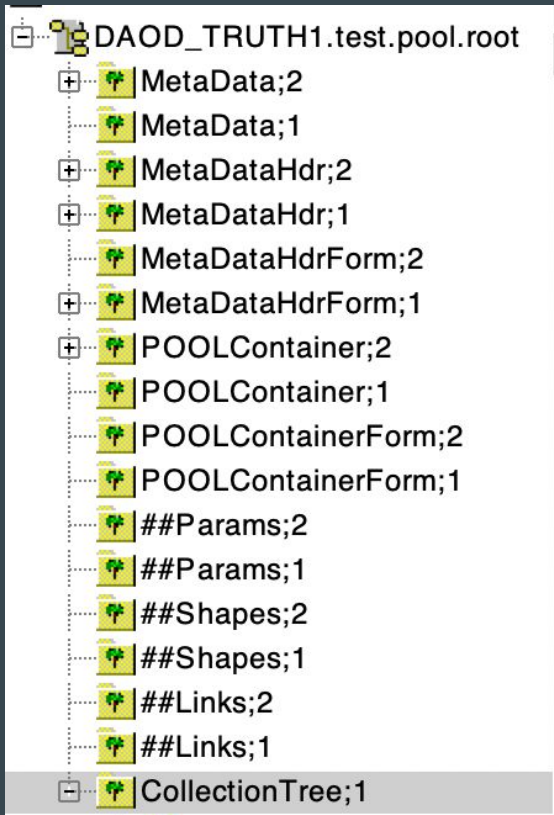 DAOD_TRUTH1.test.pool.root
MetaData;2
MetaData;1
MetaDataHdr;2
MetaDataHdr;1
MetaDataHdrForm;2
MetaDataHdrForm;1
POOLContainer;2
POOLContainer;1
POOLContainerForm;2
POOLContainerForm;1
##Params;2
##Params;1
##Shapes;2
##Shapes;1
##Links;2
##Links;1
CollectionTree;1